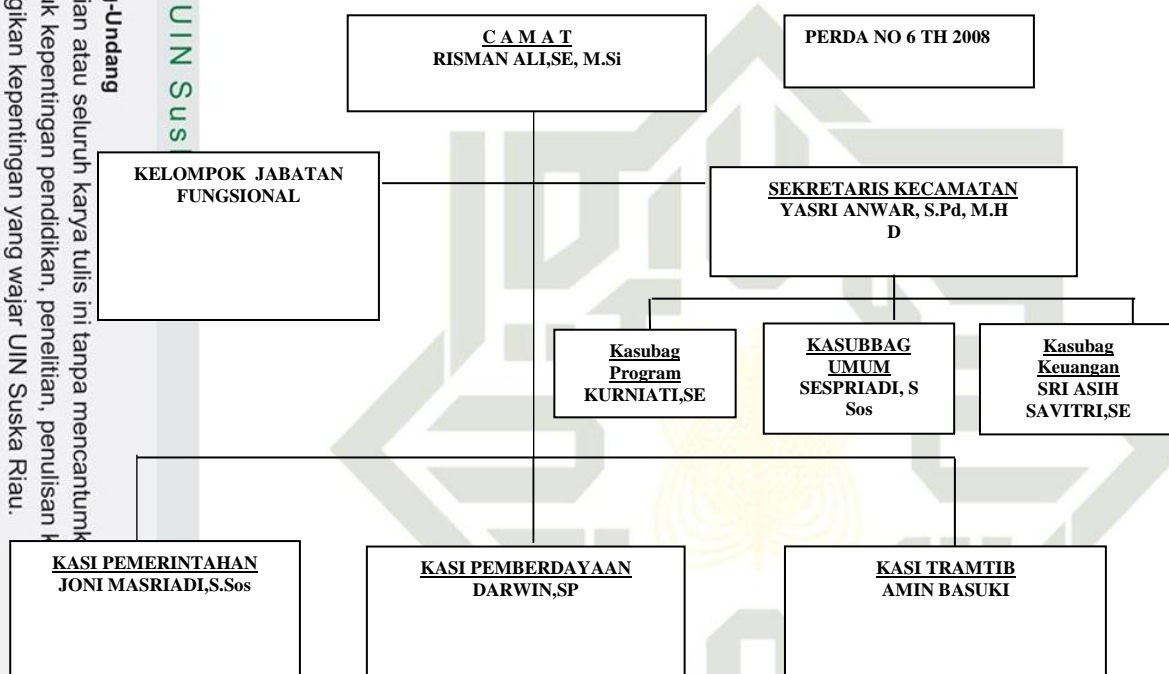 C A M A T
RISMAN ALI,SE, M.Si
PERDA NO 6 TH 2008
KELOMPOK JABATAN
FUNGSIONAL
SEKRETARIS KECAMATAN
YASRI ANWAR, S.Pd, M.H
D
Kasubag
Program
KURNIATI,SE
KASUBBAG
UMUM
SESPRIADI, S
Sos
Kasubag
Keuangan
SRI ASIH
SAVITRI,SE
KASI PEMERINTAHAN
JONI MASRIADI,S.Sos
KASI PEMBERDAYAAN
DARWIN,SP
KASI TRAMTIB
AMIN BASUKI
UIN Sus
g-Undang
ian atau seluruh karya tulis ini tanpa mencantumk
uk kepentingan pendidikan, penelitian, penulisan k
gikan kepentingan yang wajar UIN Suska Riau.